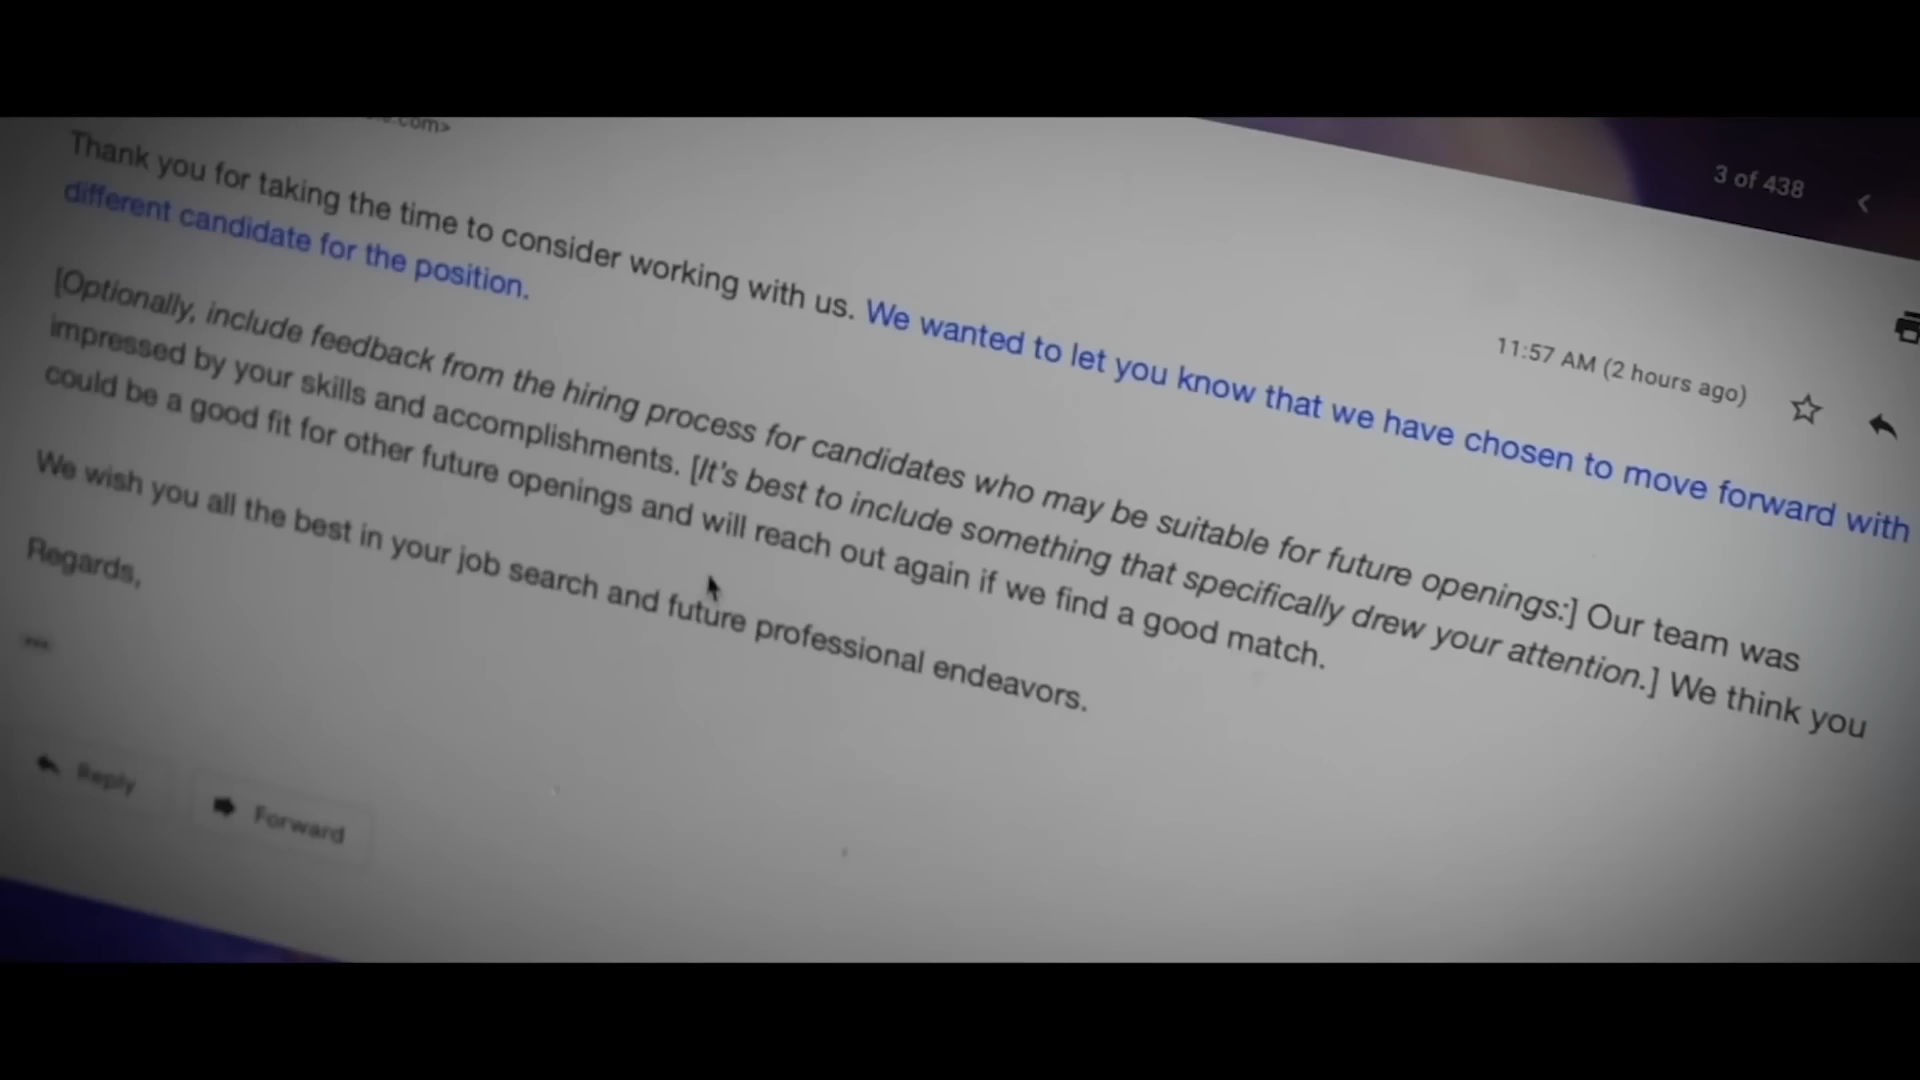 3 of 438
11:57 AM (2 hours ago)
Thank you for taking the time to consider working with us. We wanted to let you know that we have chosen to move forward with
different candidate for the position.
[Optionally, include feedback from the hiring process for candidates who may be suitable for future openings:] Our team was
impressed by your skills and accomplishments. [It's best to include something that specifically drew your attention.] We think you
could be a good fit for other future openings and will reach out again if we find a good match.
We wish you all the best in your job search and future professional endeavors.
Regards,
Reply
Forward